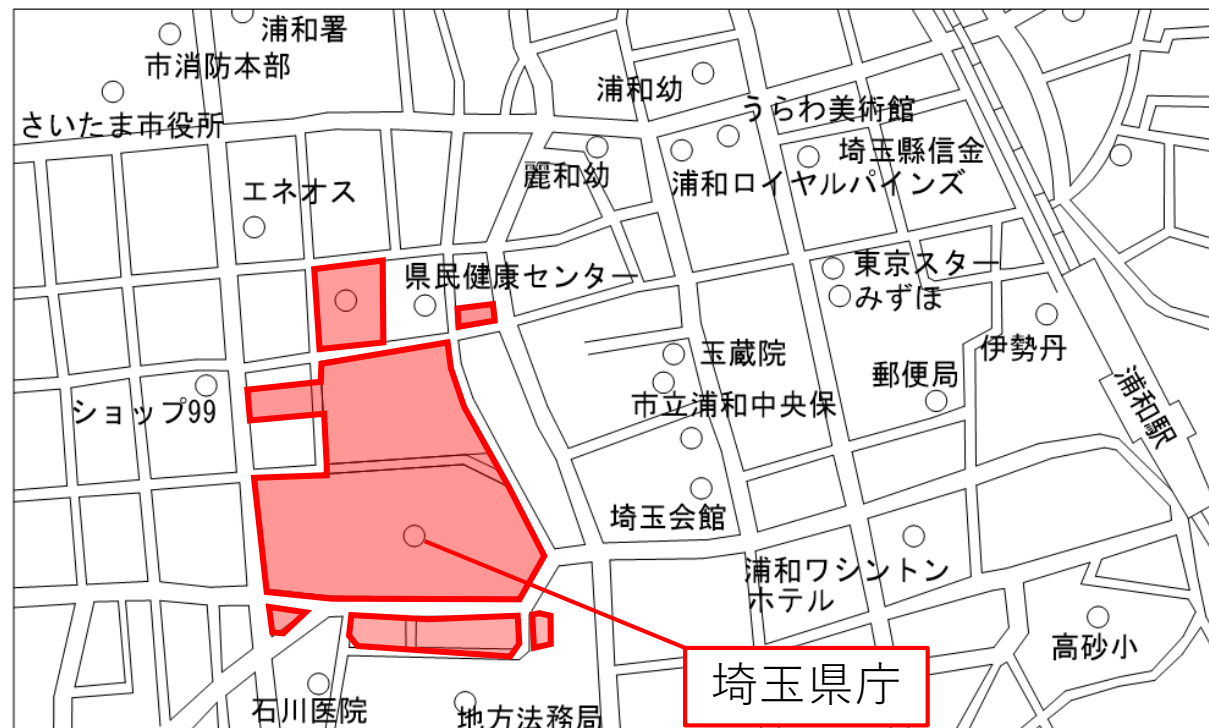 浦和署
市消防本部
浦和幼
うらわ美術館
さいたま市役所
埼玉縣信金
麗和幼
浦和ロイヤルパインズ
エネオス
県民健康センター
東京スター
みずほ
伊勢丹
玉蔵院
郵便局
浦和駅
ショップ99
市立浦和中央保
埼玉会館
浦和ワシントン
ホテル
高砂小
埼玉県庁
石川医院
地方法務局